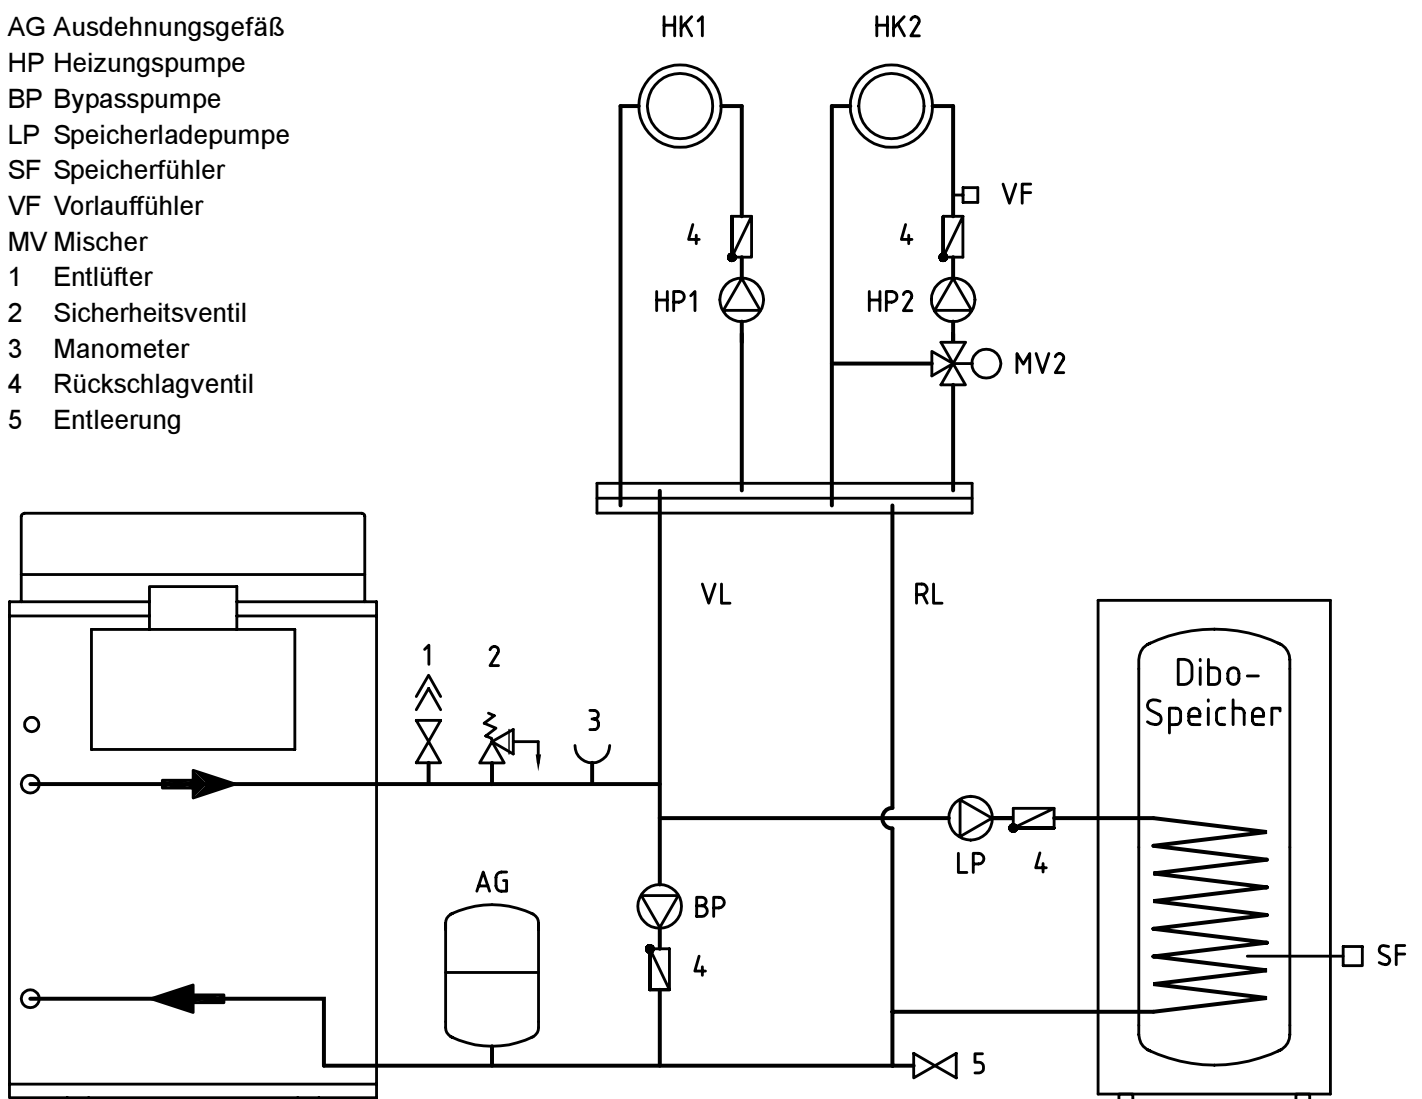 AG Ausdehnungsgefäß
HP Heizungspumpe
BP Bypasspumpe
LP Speicherladepumpe
SF Speicherfühler
VF Vorlauffühler
MV Mischer
1 Entlüfter
2 Sicherheitsventil
3 Manometer
4 Rückschlagventil
5 Entleerung
HK1 HK2
VF
4 4
HP1 HP2
MV2
VL RL
1 2 3
Dibo-
Speicher
LP 4
AG
BP
4
SF
5